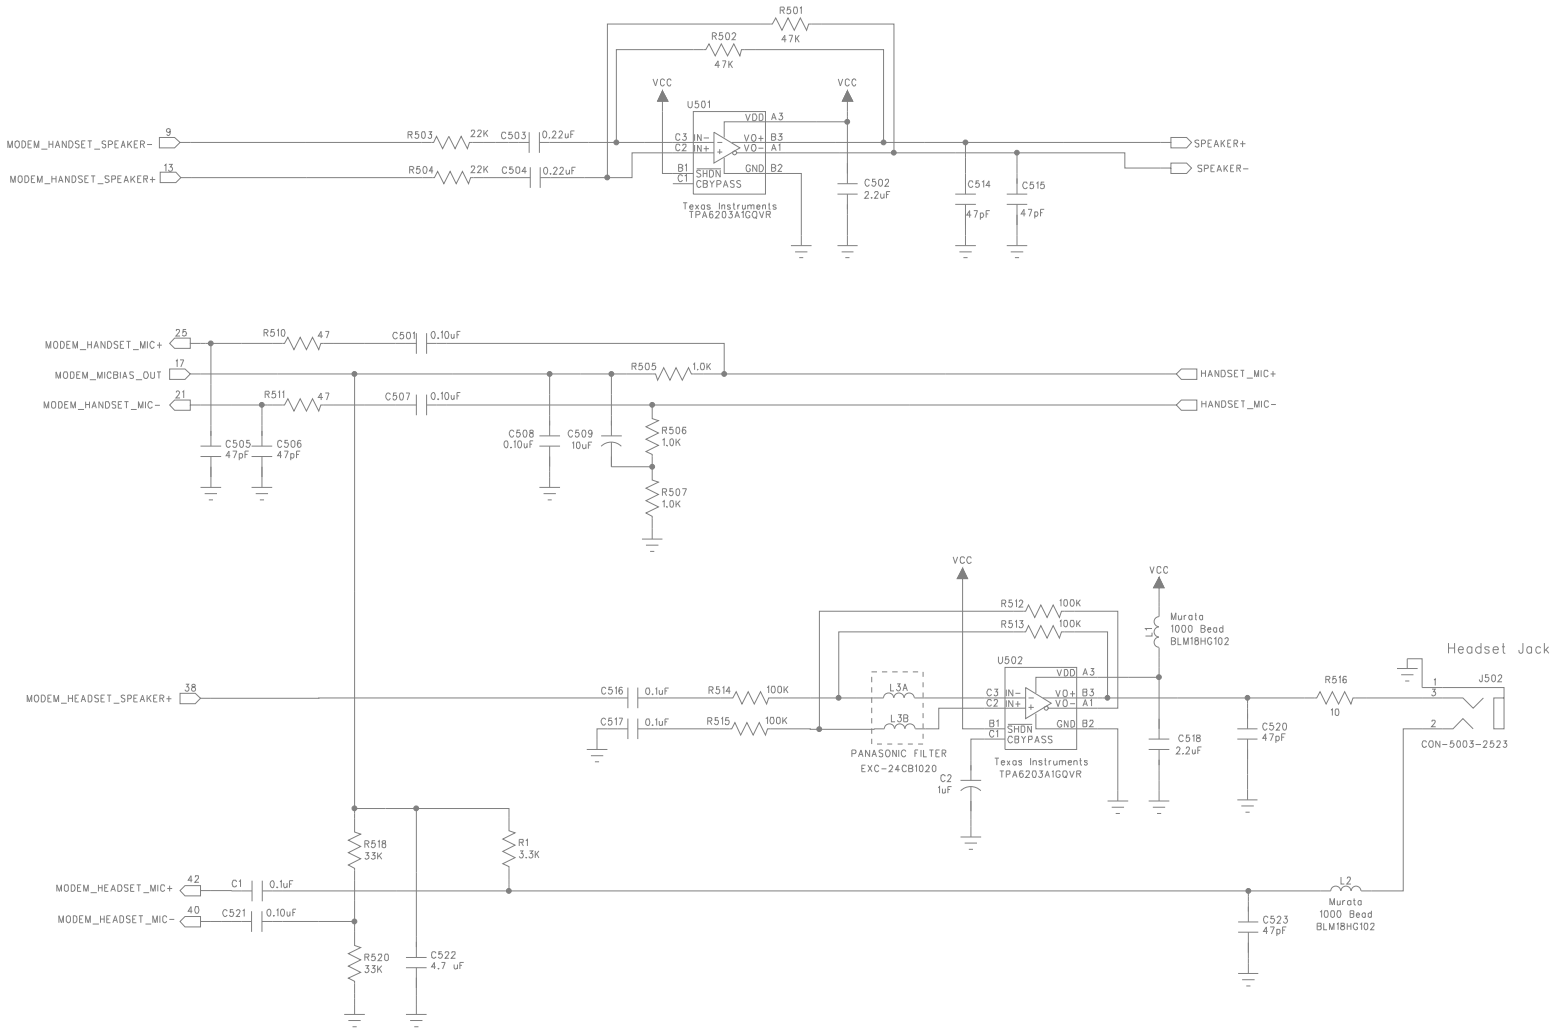 R501
47K
R502
47K
VCC
VCC
U501
VDD A3
9
MODEM_HANDSET_SPEAKER-
R503
22K
C503
0.22uF
C3 IN-
VO+ B3
SPEAKER+
C2 IN+
VO- A1
13
MODEM_HANDSET_SPEAKER+
R504
22K
C504
0.22uF
B1 SHDN
GND B2
C1 CBYPASS
SPEAKER-
C502
2.2uF
C514
47pF
C515
47pF
Texas Instruments
TPA6203A1GQVR
25
MODEM_HANDSET_MIC+
R510
47
C501
0.10uF
17
MODEM_MICBIAS_OUT
R505
1.0K
HANDSET_MIC+
21
MODEM_HANDSET_MIC-
R511
47
C507
0.10uF
HANDSET_MIC-
C505
47pF
C506
47pF
C508
0.10uF
C509
10uF
R506
1.0K
R507
1.0K
VCC
VCC
R512
100K
R513
100K
L1
Murata
1000 Bead
BLM18HG102
Headset Jack
U502
VDD A3
38
MODEM_HEADSET_SPEAKER+
C516
0.1uF
R514
100K
L3A
C3 IN-
VO+ B3
C2 IN+
VO- A1
R516
10
1
J502
3
2
CON-5003-2523
C517
0.1uF
R515
100K
L3B
B1 SHDN
GND B2
C1 CBYPASS
PANASONIC FILTER
EXC-24CB1020
Texas Instruments
TPA6203A1GQVR
C518
2.2uF
C520
47pF
C2
1uF
R518
33K
R1
3.3K
42
MODEM_HEADSET_MIC+
C1
0.1uF
L2
Murata
1000 Bead
BLM18HG102
40
MODEM_HEADSET_MIC-
C521
0.10uF
C523
47pF
R520
33K
C522
4.7 uF